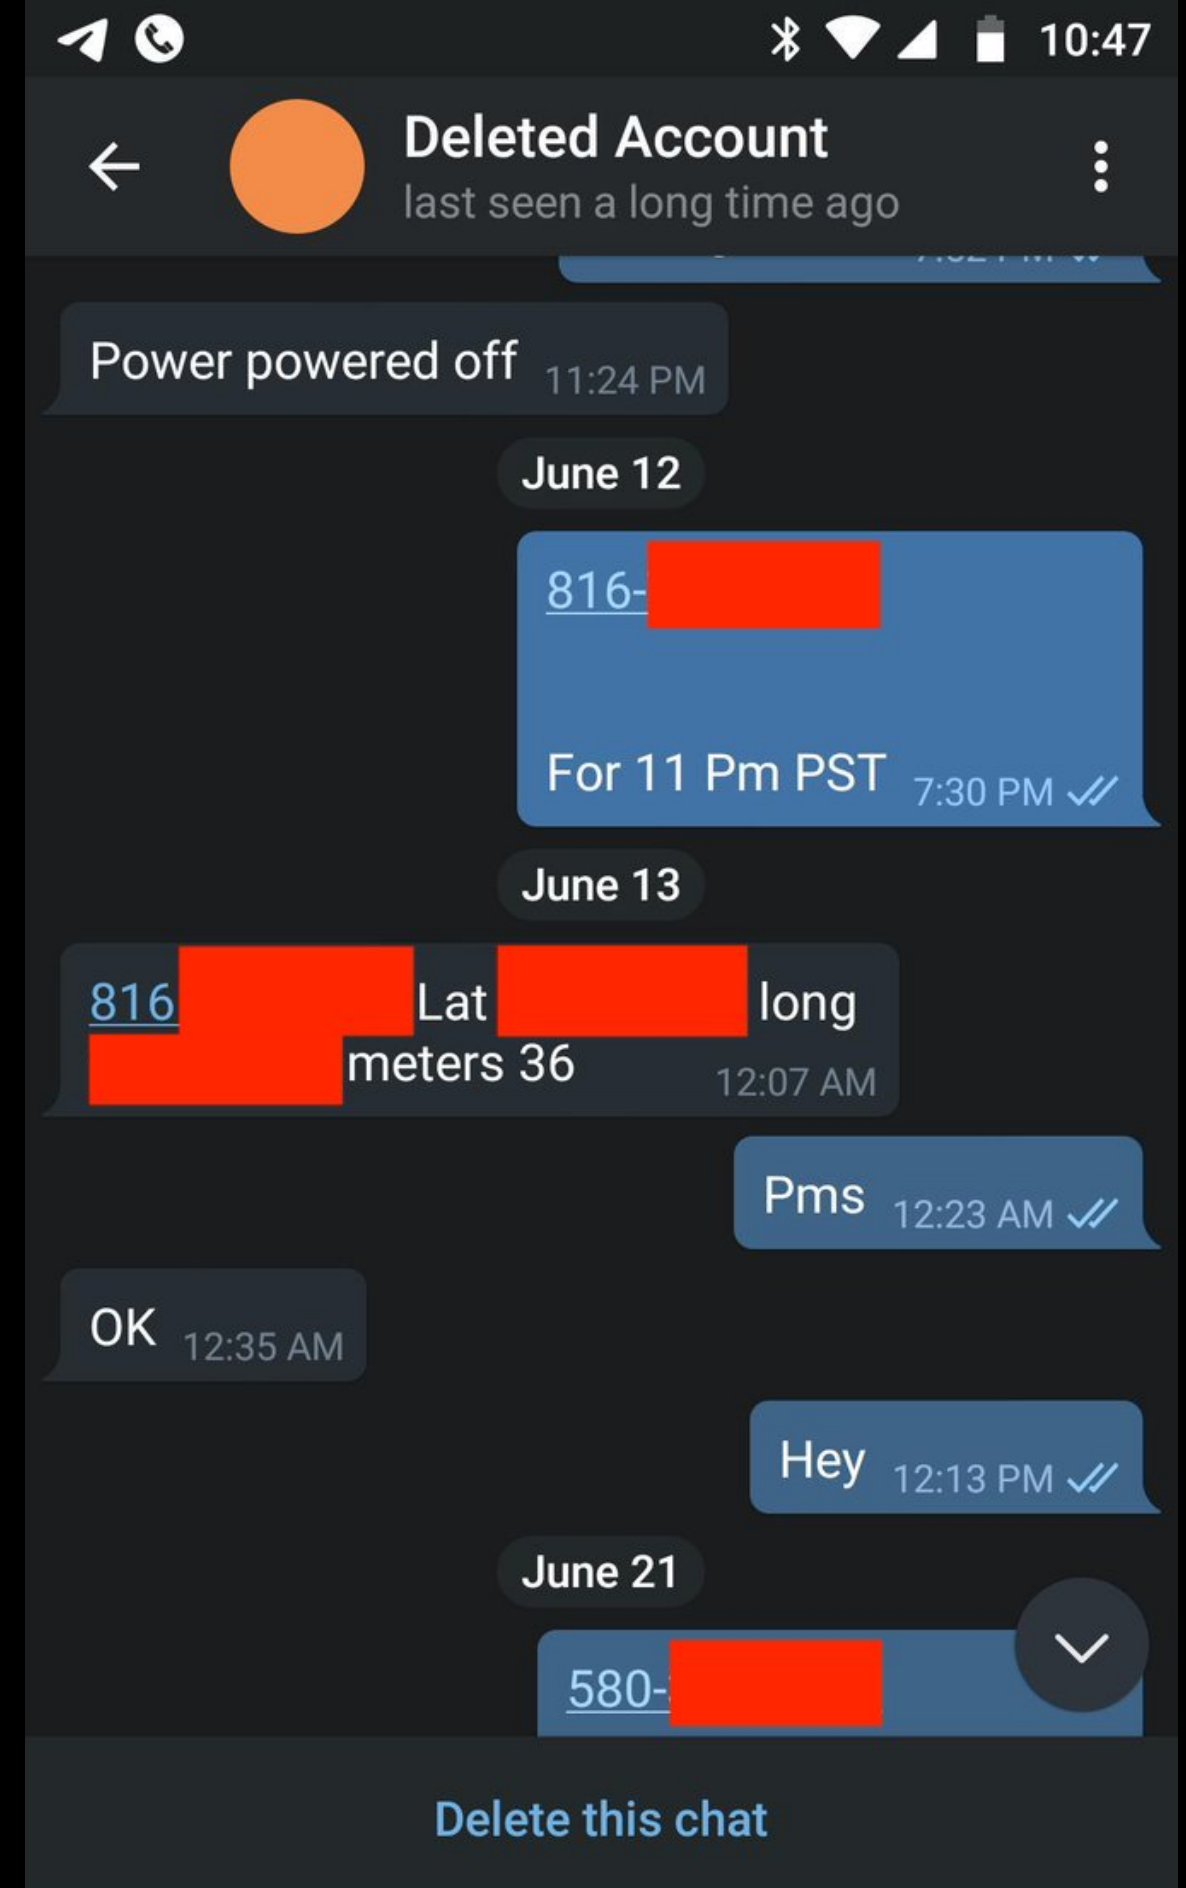 10:47
Deleted Account
last seen a long time ago
Power powered off 11:24 PM
June 12
816-
For 11 Pm PST 7:30 PM
June 13
816 Lat long
meters 36 12:07 AM
Pms 12:23 AM
OK 12:35 AM
Hey 12:13 PM
June 21
580-
Delete this chat